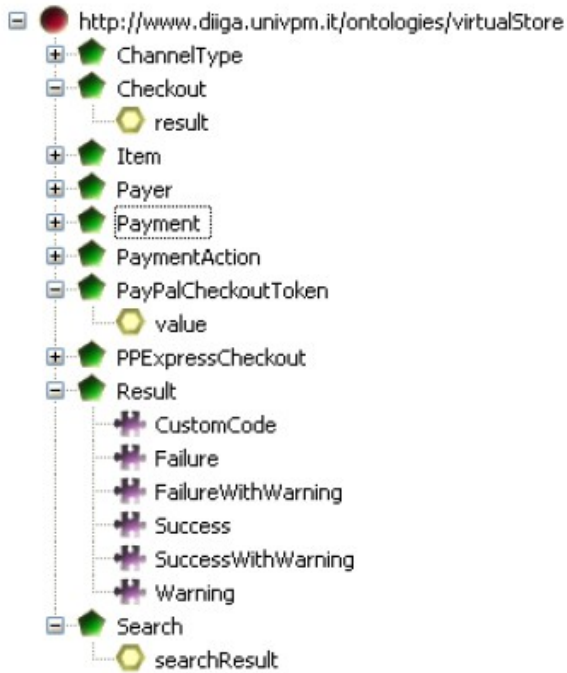 http://www.diiga.univpm.it/ontologies/virtualStore
ChannelType
Checkout
result
Item
Payer
Payment
PaymentAction
PayPalCheckoutToken
value
PPExpressCheckout
Result
CustomCode
Failure
FailureWithWarning
Success
SuccessWithWarning
Warning
Search
searchResult